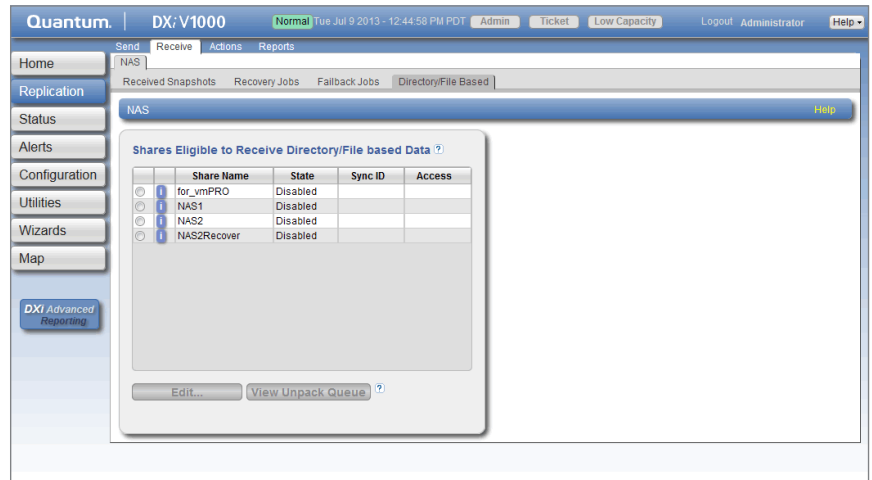 Quantum. DXi V1000 Normal Tue Jul 9 2013 - 12:44:58 PM PDT Admin Ticket Low Capacity Logout Administrator Help
Send Receive Actions Reports
Home
NAS
Received Snapshots Recovery Jobs Failback Jobs Directory/File Based
Replication
NAS Help
Status
Alerts
Shares Eligible to Receive Directory/File based Data ?
Configuration
Share Name State Sync ID Access
i for_vmPRO Disabled
Utilities
i NAS1 Disabled
i NAS2 Disabled
Wizards
i NAS2Recover Disabled
Map
DXi Advanced
Reporting
Edit... View Unpack Queue ?